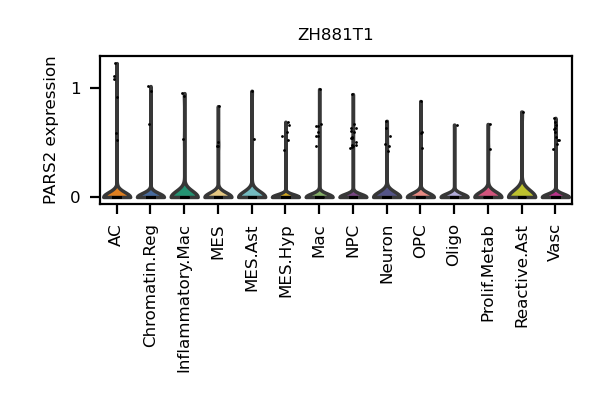 ZH881T1
PARS2 expression
1
0
AC
Chromatin.Reg
Inflammatory.Mac
MES
MES.Ast
MES.Hyp
Mac
NPC
Neuron
OPC
Oligo
Prolif.Metab
Reactive.Ast
Vasc